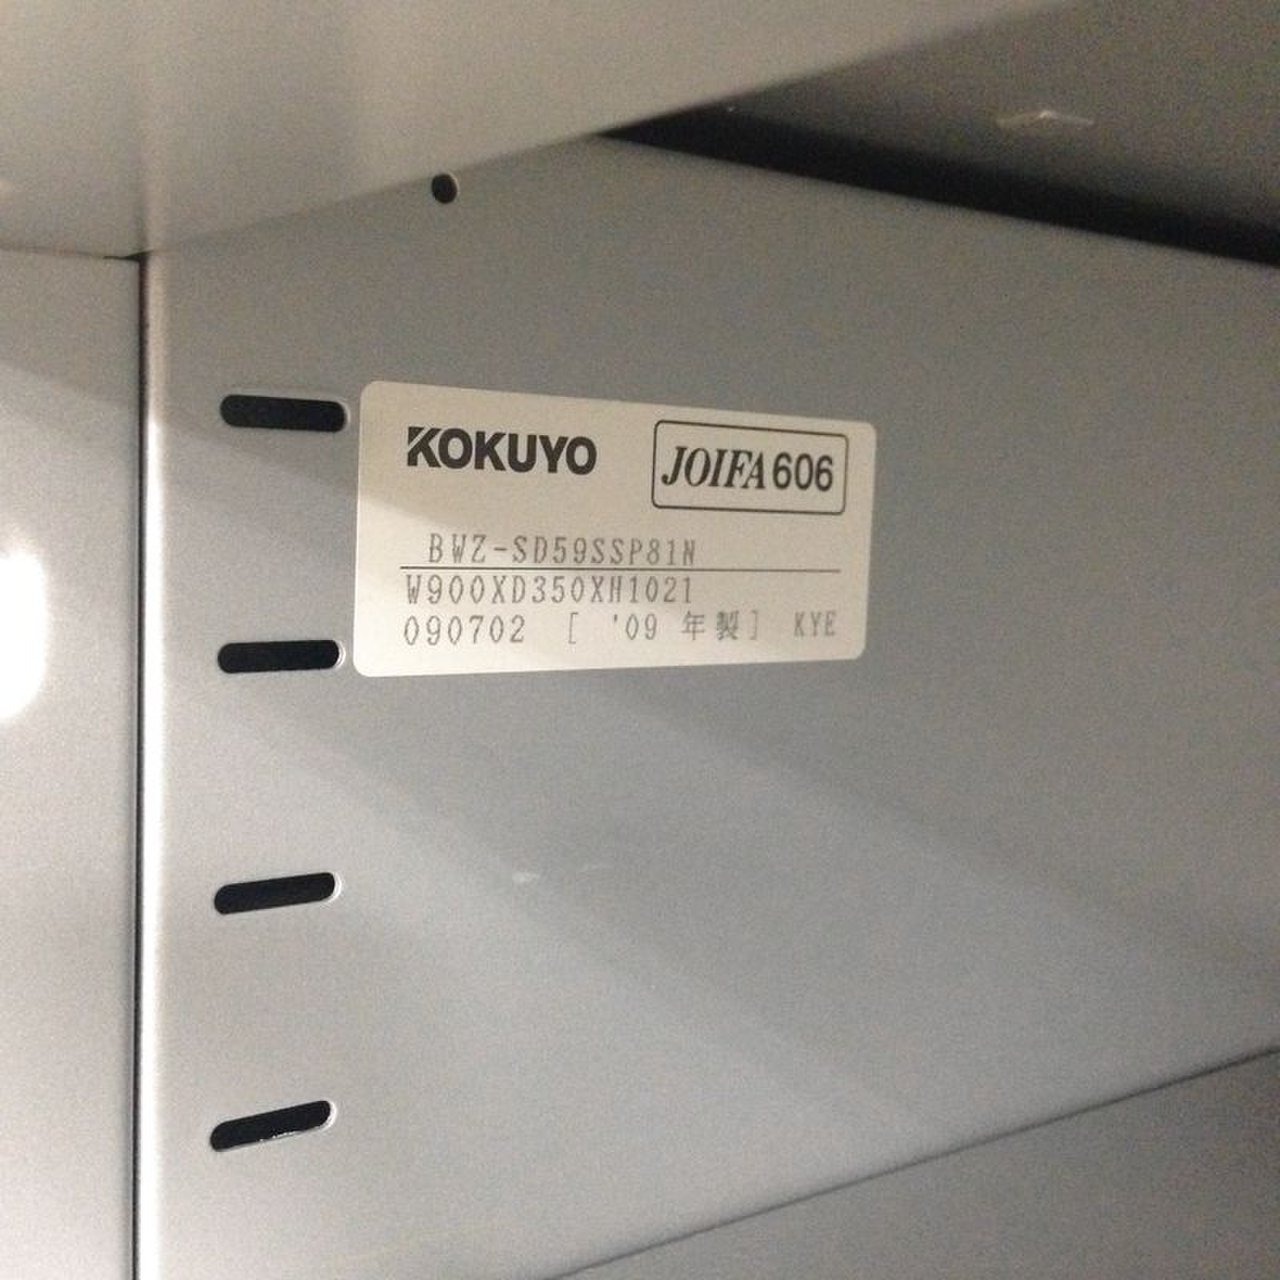 KOKUYO JOIFA606
BWZ-SD59SSP81N
W900XD350XH1021
090702 [ '09 年製] KYE